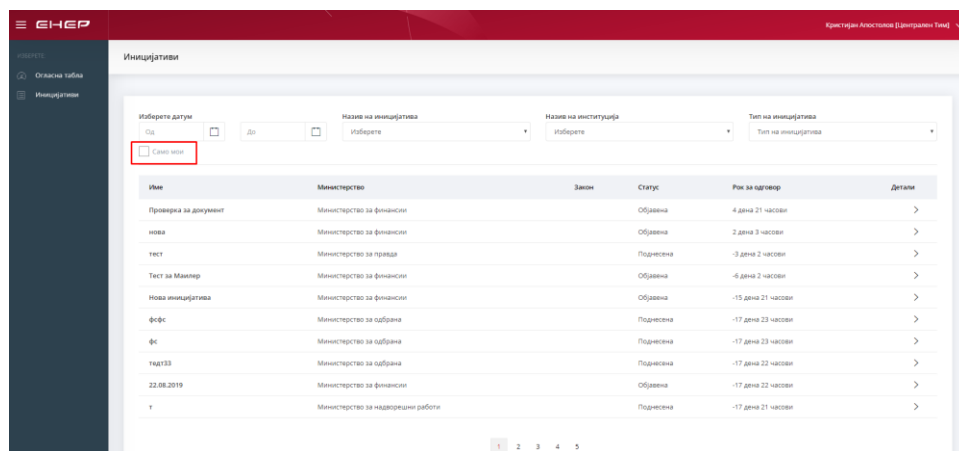 ЕНЕР
Кристијан Апостолов [Централен Тим]
ИЗБЕРЕТЕ
Огласна табла
Иницијативи
Иницијативи
Изберете датум Назив на иницијатива Назив на институција Тип на иницијатива
Од До Изберете Изберете Тип на иницијатива
Само мои
Име Министерство Закон Статус Рок за одговор Детали
Проверка за документ Министерство за финансии Објавена 4 дена 21 часови
нова Министерство за финансии Објавена 2 дена 3 часови
тест Министерство за правда Поднесена -3 дена 2 часови
Тест за Маилер Министерство за финансии Објавена -6 дена 2 часови
Нова иницијатива Министерство за финансии Објавена -15 дена 21 часови
фсфс Министерство за одбрана Поднесена -17 дена 23 часови
фс Министерство за одбрана Поднесена -17 дена 23 часови
тедт33 Министерство за одбрана Поднесена -17 дена 22 часови
22.08.2019 Министерство за финансии Објавена -17 дена 22 часови
т Министерство за надворешни работи Поднесена -17 дена 21 часови
1 2 3 4 5